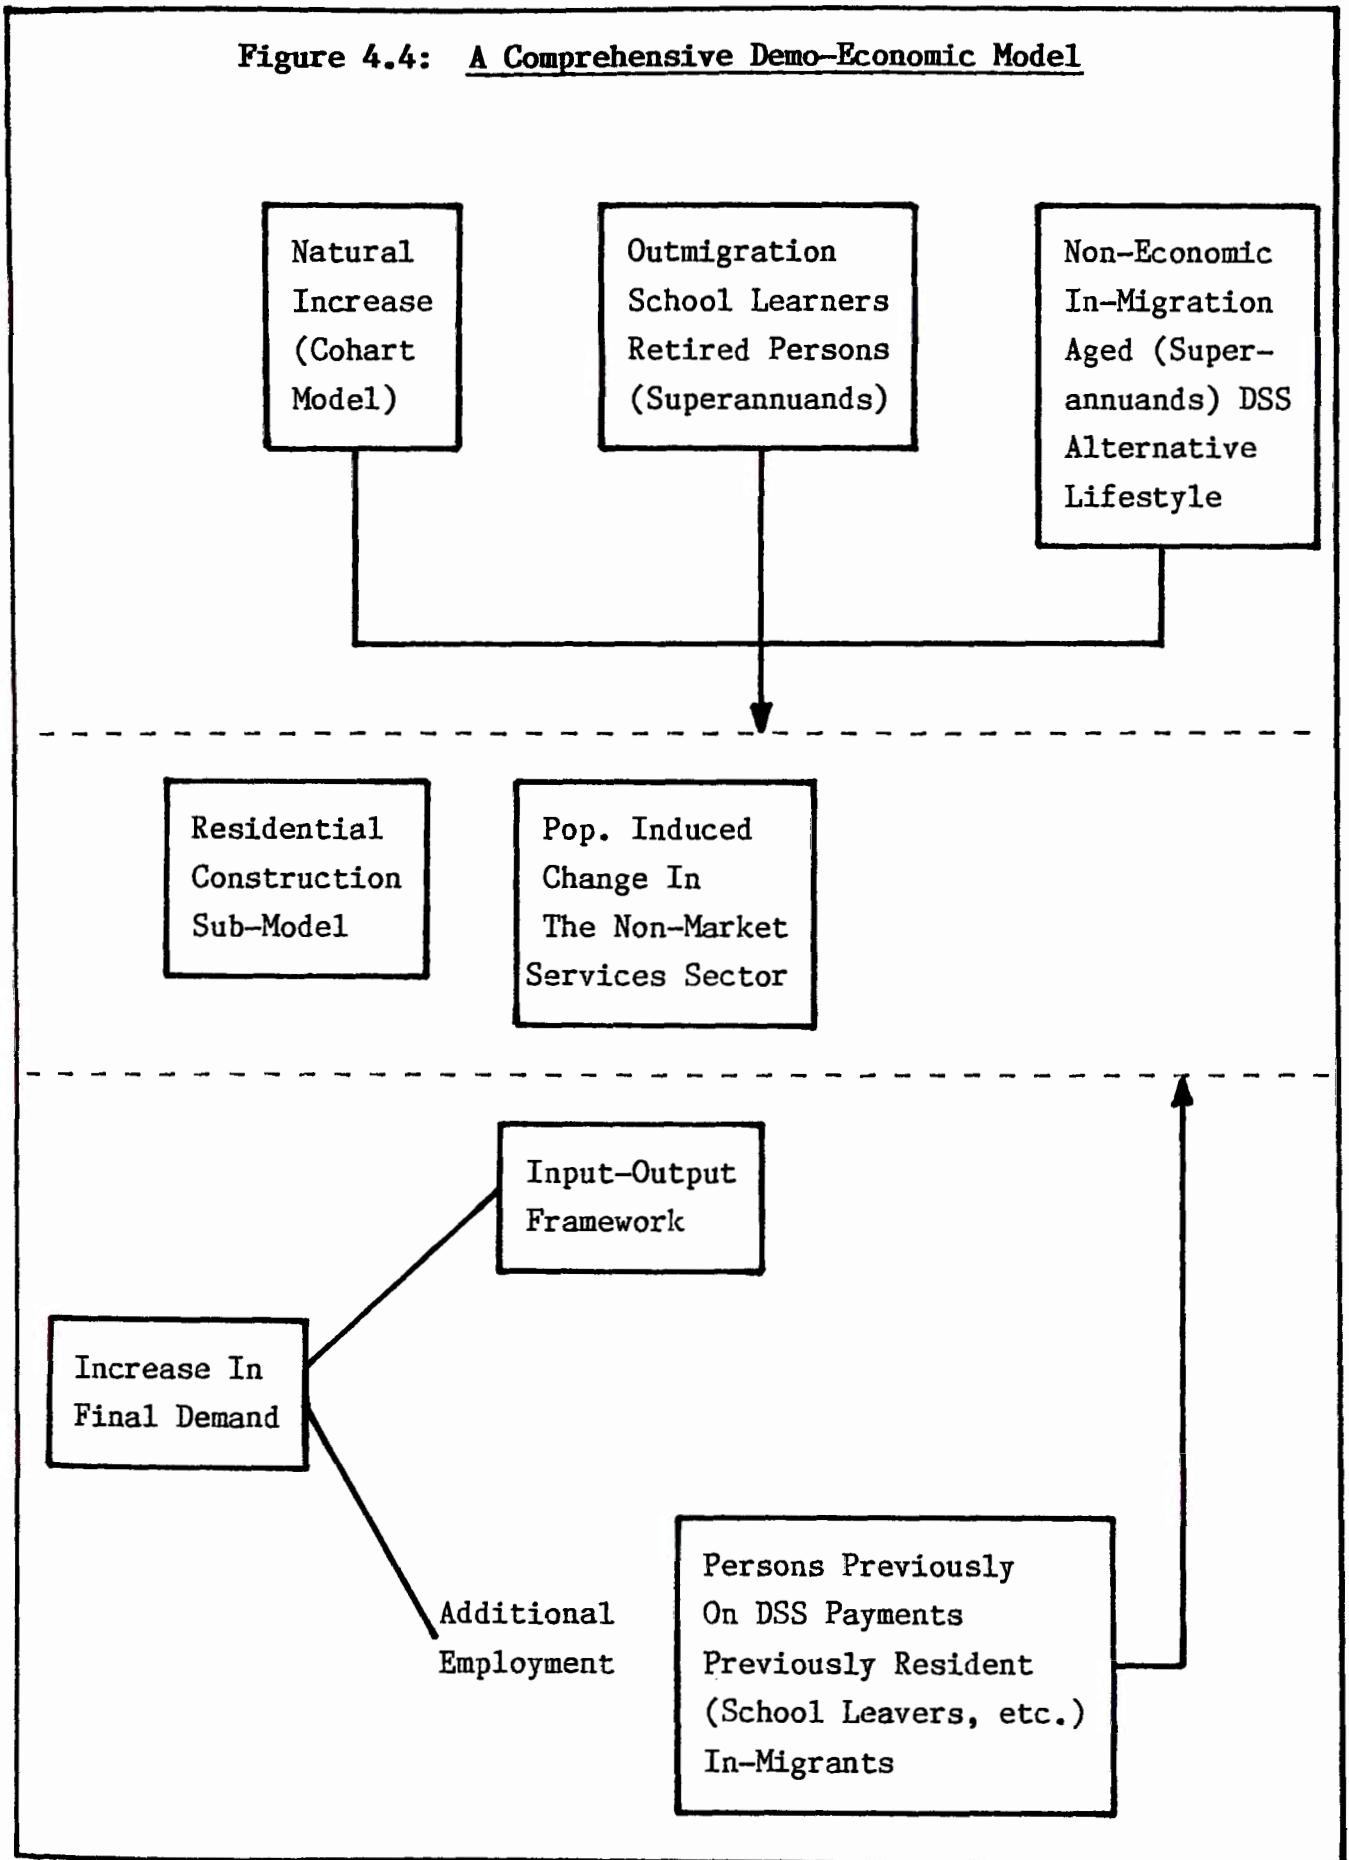 Figure 4.4: A Comprehensive Demo-Economic Model
Natural
Increase
(Cohart
Model)
Outmigration
School Learners
Retired Persons
(Superannuands)
Non-Economic
In-Migration
Aged (Super-
annuands) DSS
Alternative
Lifestyle
Residential
Construction
Sub-Model
Pop. Induced
Change In
The Non-Market
Services Sector
Input-Output
Framework
Increase In
Final Demand
Additional
Employment
Persons Previously
On DSS Payments
Previously Resident
(School Leavers, etc.)
In-Migrants